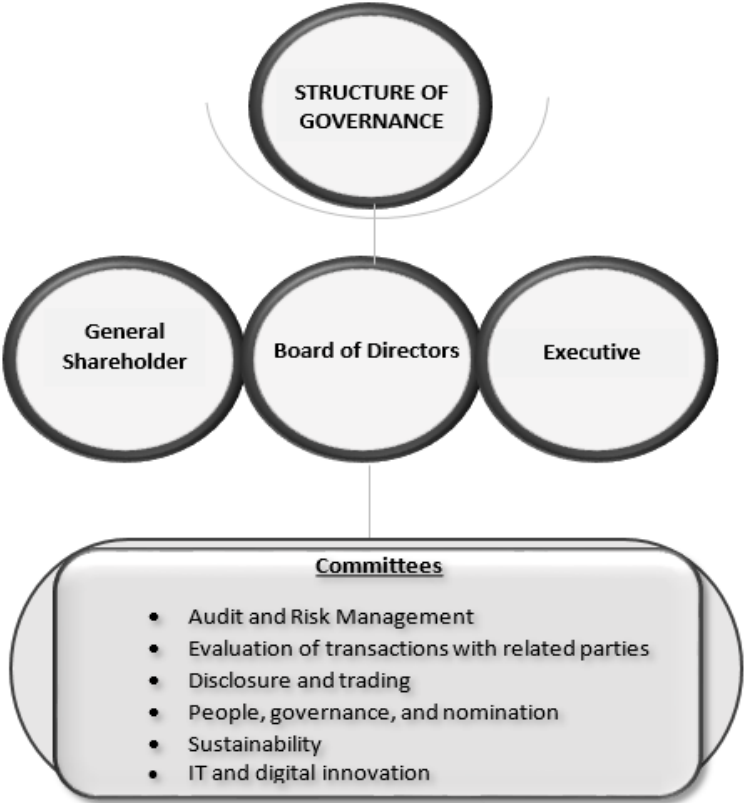 STRUCTURE OF
GOVERNANCE
General
Shareholder
Board of Directors
Executive
Committees
• Audit and Risk Management
• Evaluation of transactions with related parties
• Disclosure and trading
• People, governance, and nomination
• Sustainability
• IT and digital innovation